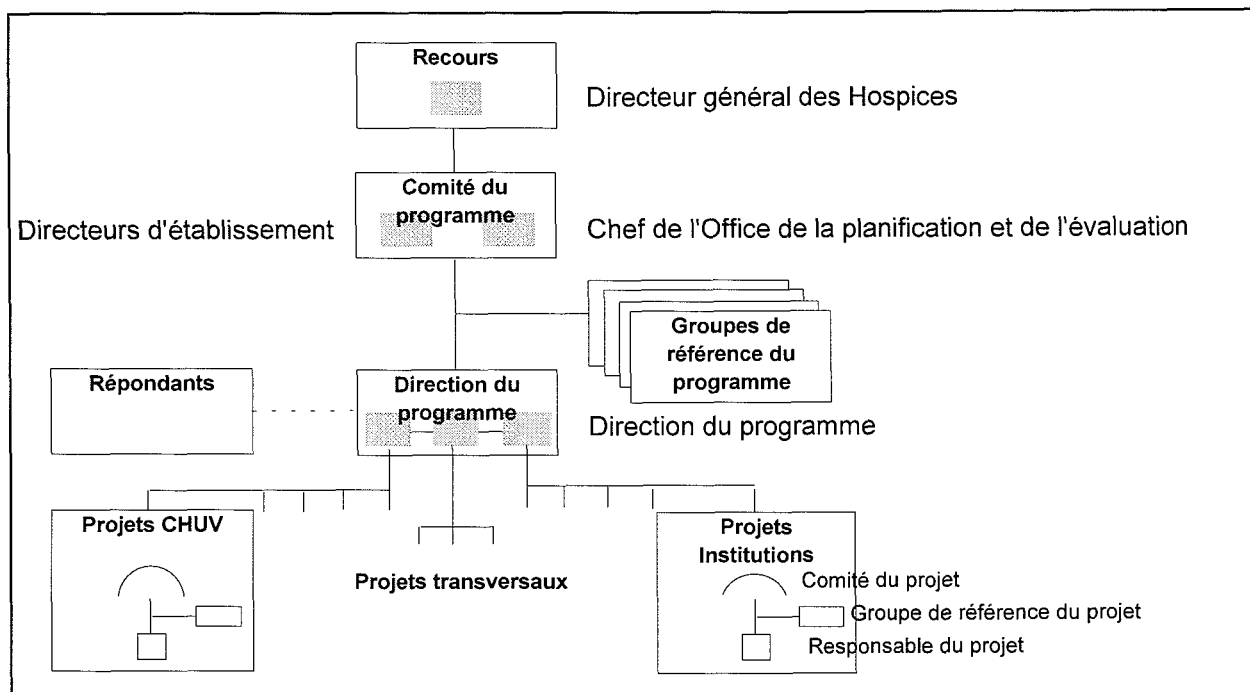 Recours
Directeur général des Hospices
Comité du
programme
Directeurs d'établissement
Chef de l'Office de la planification et de l'évaluation
Groupes de
référence du
programme
Répondants
Direction du
programme
Direction du programme
Projets CHUV
Projets transversaux
Projets
Institutions
Comité du projet
Groupe de référence du projet
Responsable du projet